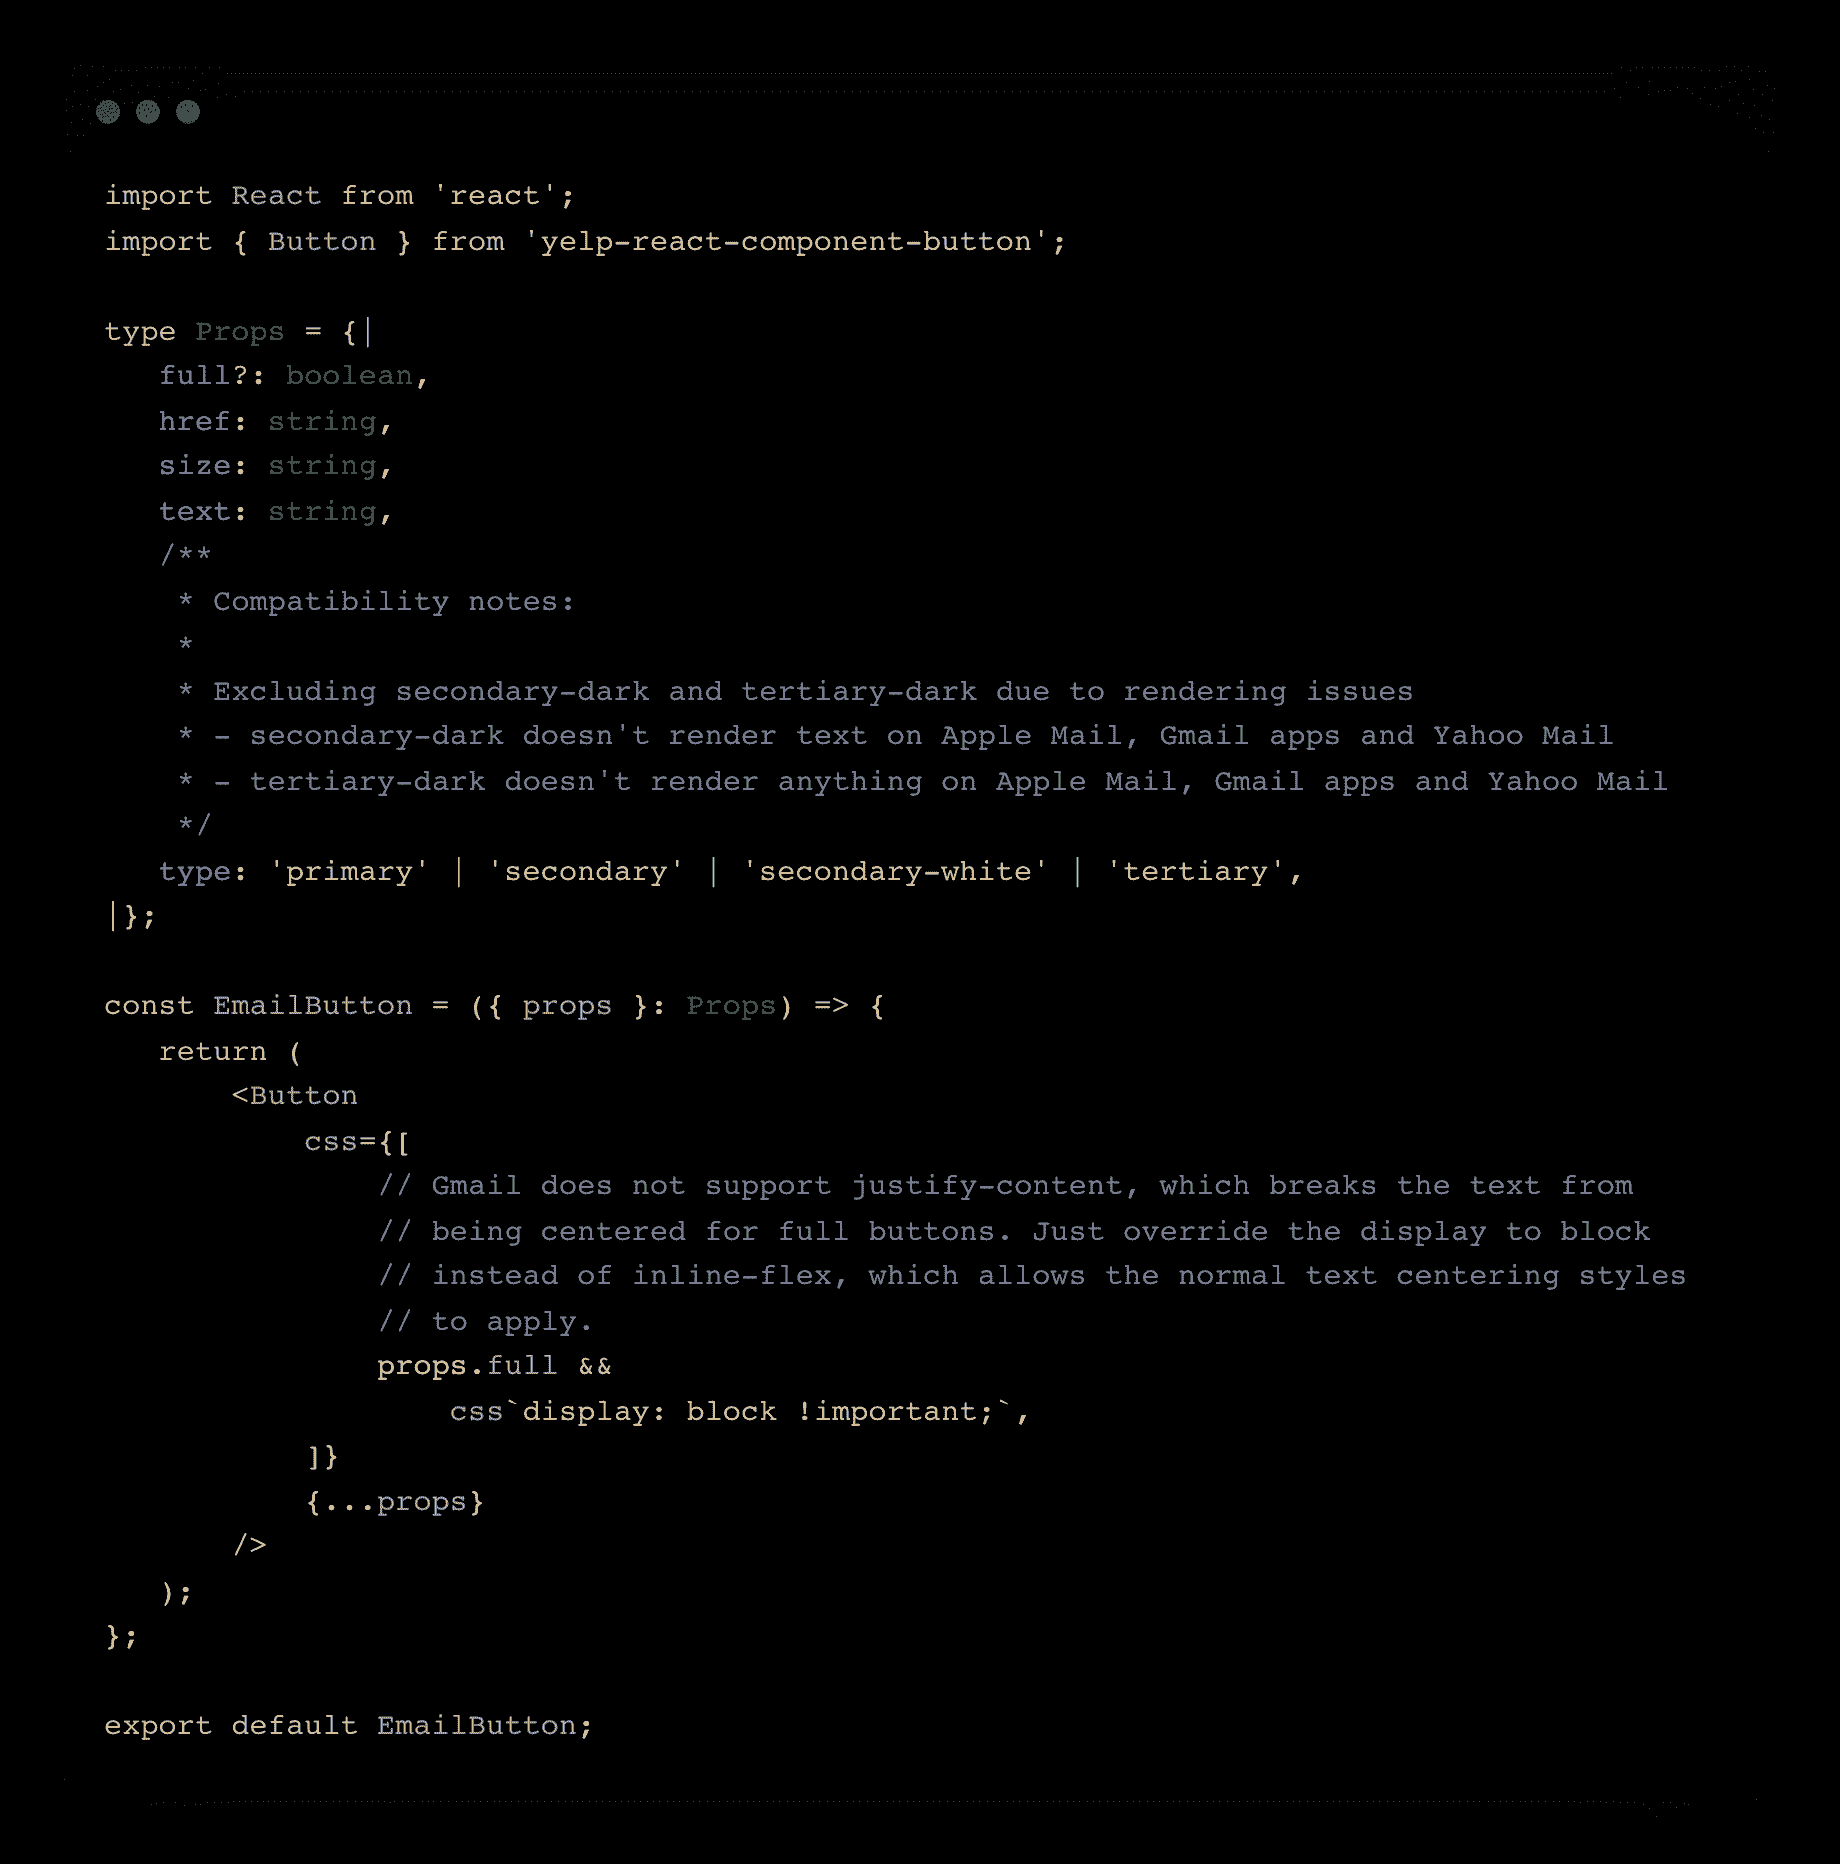 import React from 'react';
import { Button } from 'yelp-react-component-button';

type Props = {|
   full?: boolean,
   href: string,
   size: string,
   text: string,
   /**
    * Compatibility notes:
    *
    * Excluding secondary-dark and tertiary-dark due to rendering issues
    * - secondary-dark doesn't render text on Apple Mail, Gmail apps and Yahoo Mail
    * - tertiary-dark doesn't render anything on Apple Mail, Gmail apps and Yahoo Mail
    */
   type: 'primary' | 'secondary' | 'secondary-white' | 'tertiary',
|};

const EmailButton = ({ props }: Props) => {
   return (
       <Button
           css={[
               // Gmail does not support justify-content, which breaks the text from
               // being centered for full buttons. Just override the display to block
               // instead of inline-flex, which allows the normal text centering styles
               // to apply.
               props.full &&
                   css`display: block !important;`,
           ]}
           {...props}
       />
   );
};

export default EmailButton;